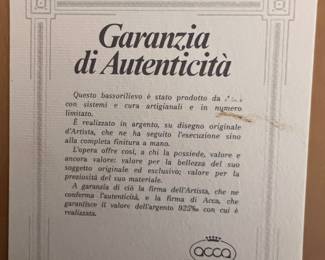 Garanzia
di Autenticità
Questo bassorilievo è stato prodotto da
con sistemi e cura artigianali e in numero
limitato.
È realizzato in argento, su disegno originale
d'Artista, che ne ha seguito l'esecuzione sino
alla completa finitura a mano.
L'opera offre così, a chi la possiede, valore e
ancora valore: valore per la bellezza del suo
soggetto originale ed esclusivo; valore per la
preziosità del suo materiale.
A garanzia di ciò la firma dell'Artista, che ne
conferma l'autenticità, e la firma di Acca, che
garantisce il valore dell'argento 925‰ con cui è
realizzata.
acca